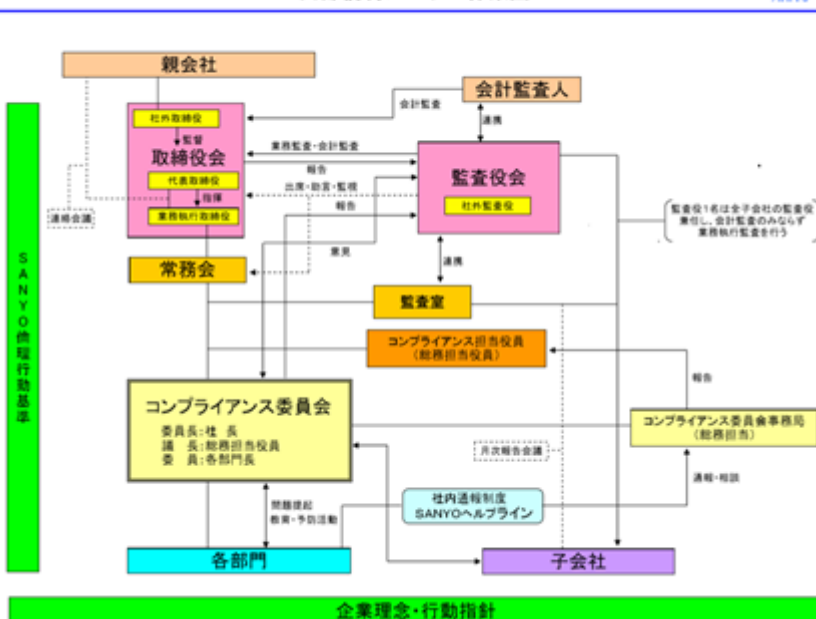 親会社
会計監査人
社外取締役
会計監査
連携
監督
取締役会
業務監査・会計監査
監査役会
代表取締役
報告
出席・助言・監視
指揮
社外監査役
業務執行取締役
報告
連絡会議
監査役1名は全子会社の監査役
兼任し、会計監査のみならず
業務執行監査を行う
意見
連携
常務会
監査室
SANYO倫理行動基準
コンプライアンス担当役員
(総務担当役員)
報告
コンプライアンス委員会
委員長:社 長
議 長:総務担当役員
委 員:各部門長
コンプライアンス委員会事務局
(総務担当)
月次報告会議
通報・相談
社内通報制度
SANYOヘルプライン
問題提起
教育・予防活動
各部門
子会社
企業理念・行動指針